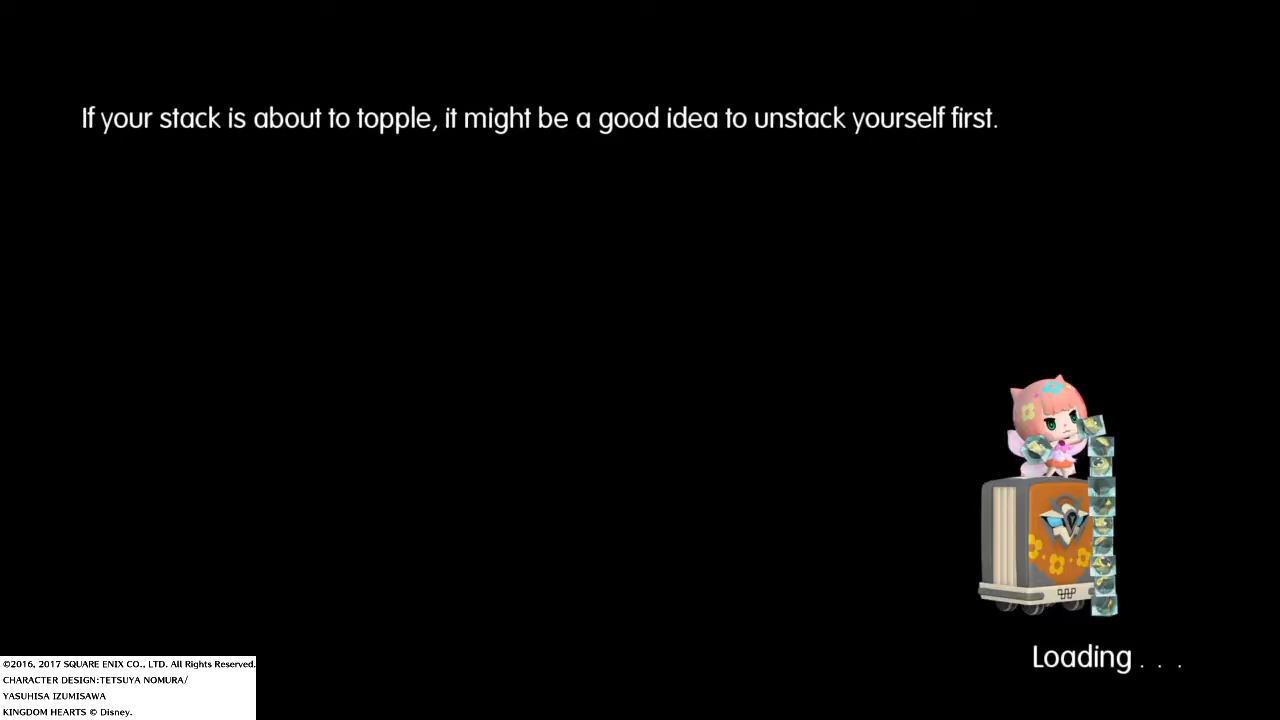 If your stack is about to topple, it might be a good idea to unstack yourself first.
Loading . . .
©2016, 2017 SQUARE ENIX CO., LTD. All Rights Reserved.
CHARACTER DESIGN:TETSUYA NOMURA/
YASUHISA IZUMISAWA
KINGDOM HEARTS © Disney.